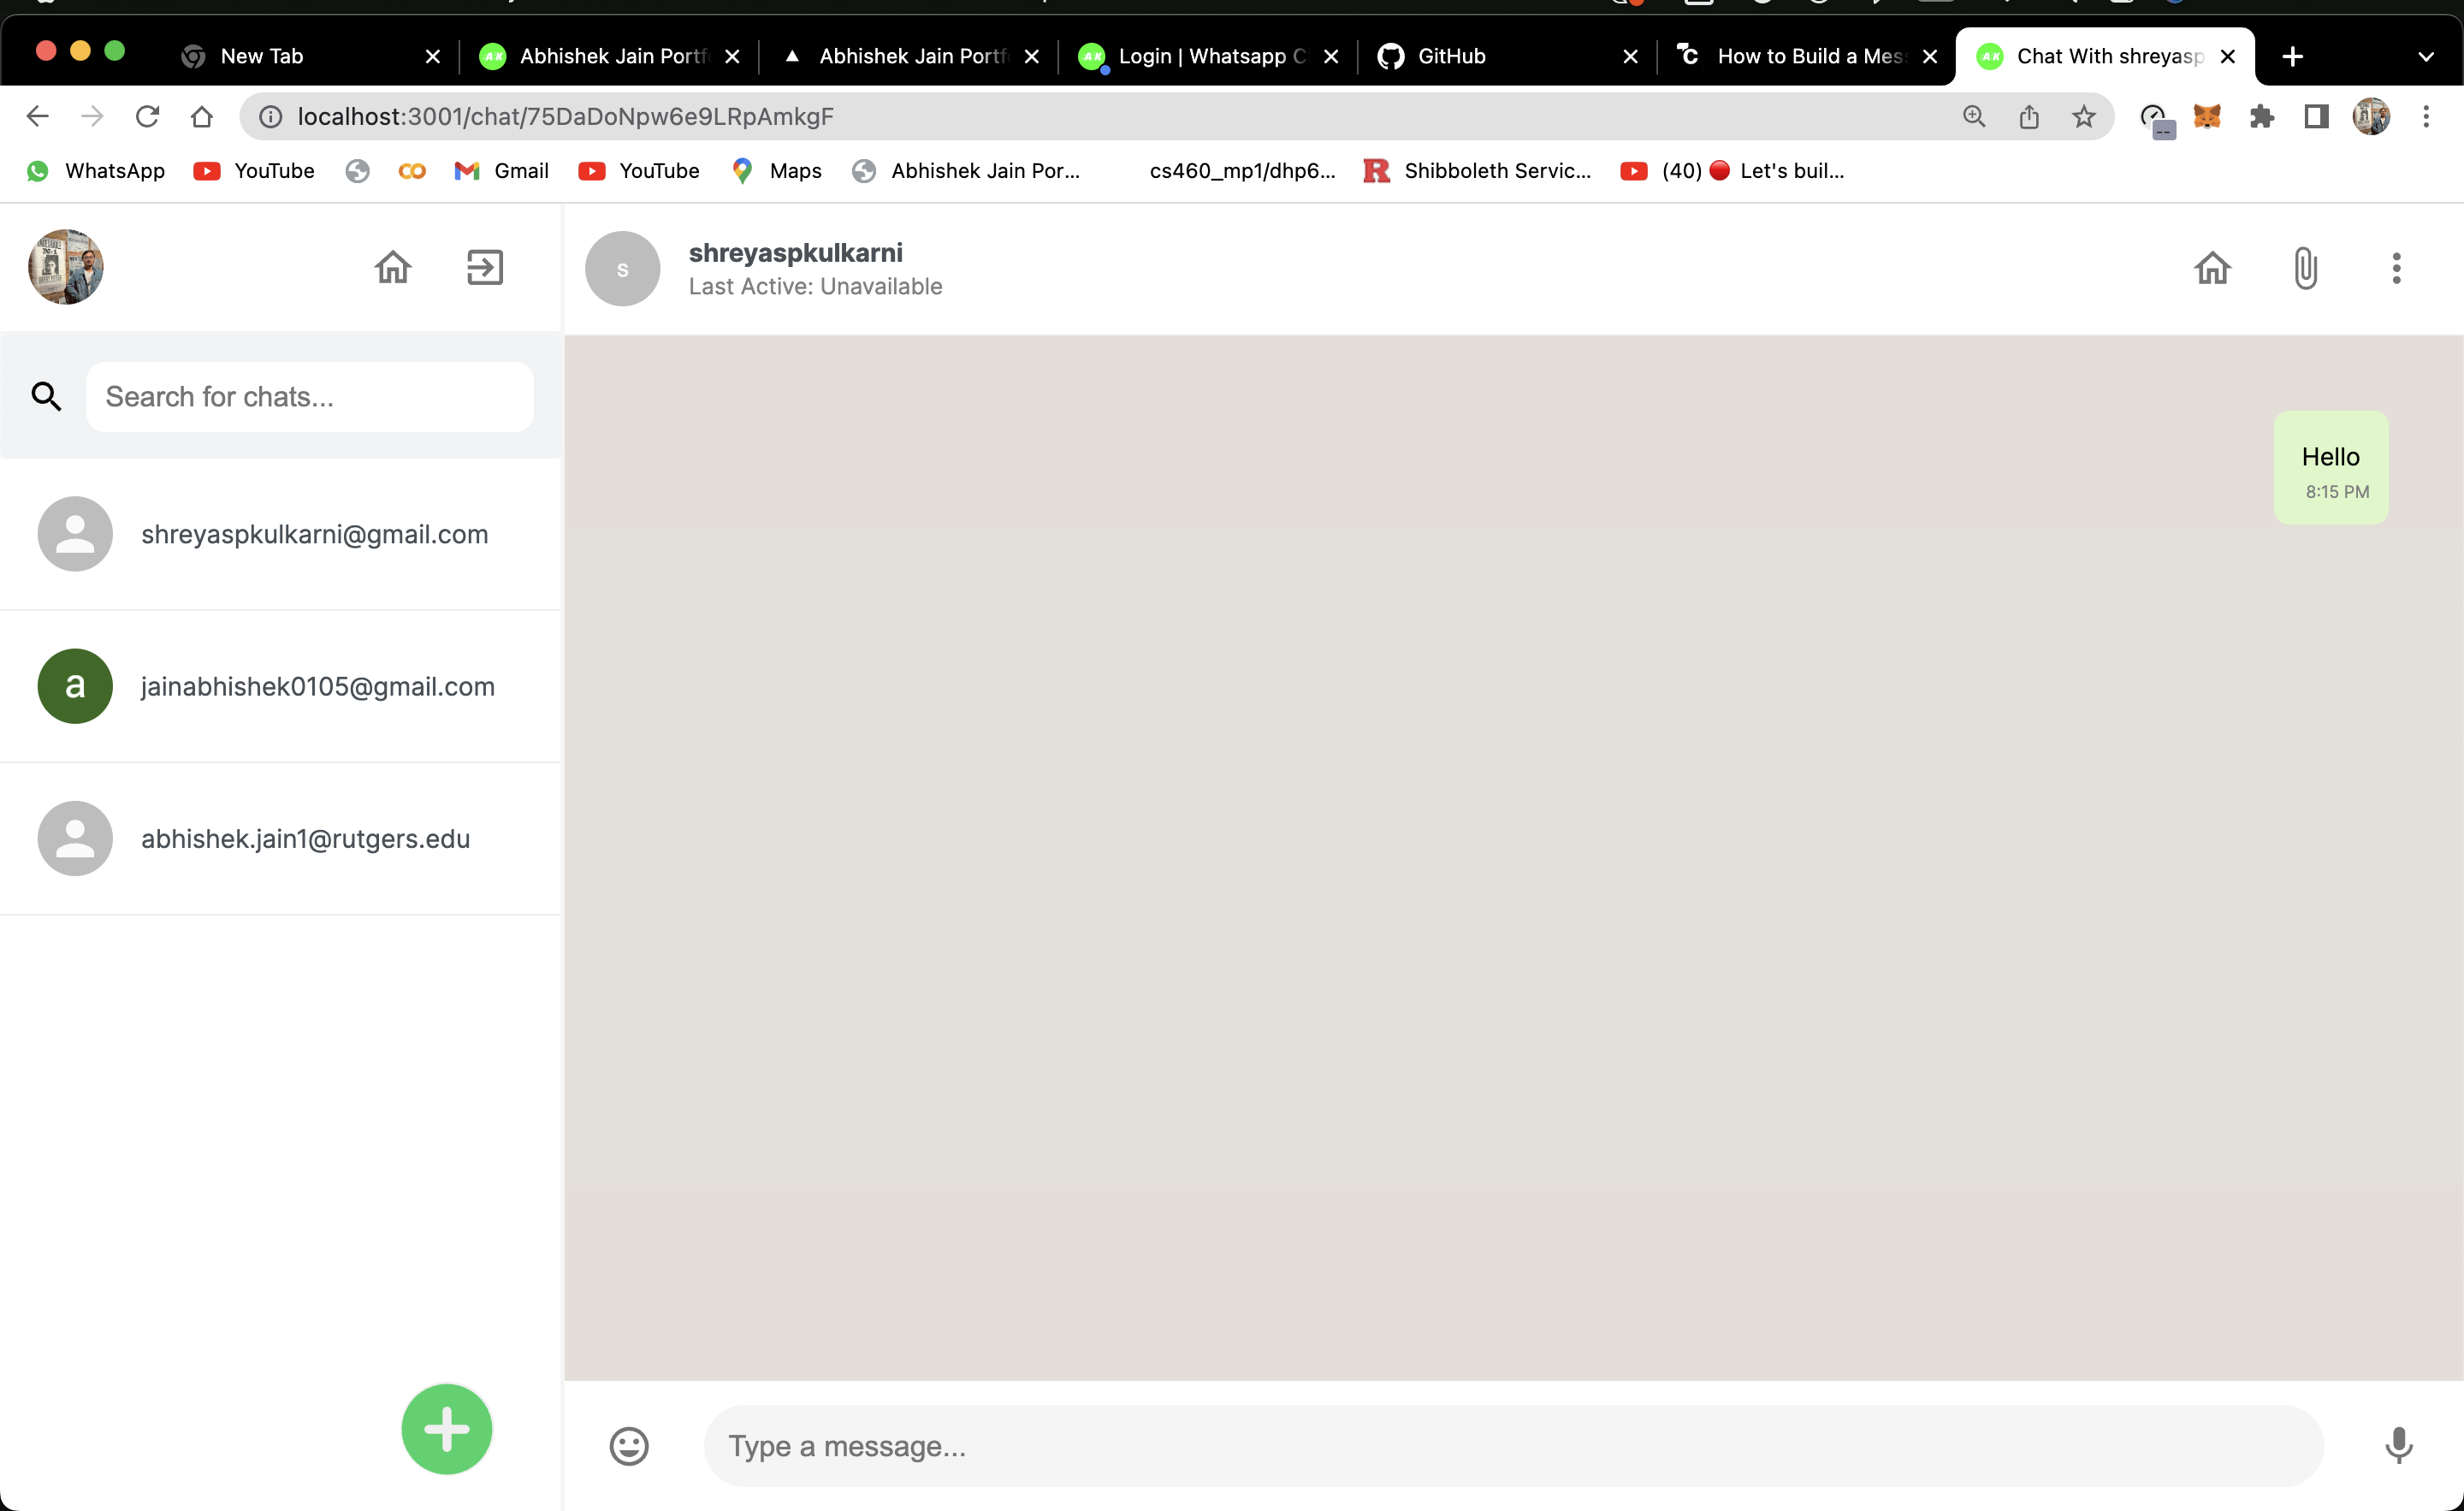 New Tab
Abhishek Jain Portf
Abhishek Jain Portf
Login | Whatsapp C
GitHub
How to Build a Mes
Chat With shreyasp
localhost:3001/chat/75DaDoNpw6e9LRpAmkgF
WhatsApp
YouTube
Gmail
YouTube
Maps
Abhishek Jain Por...
cs460_mp1/dhp6...
R Shibboleth Servic...
(40) Let's buil...
s
shreyaspkulkarni
Last Active: Unavailable
Search for chats...
Hello
8:15 PM
shreyaspkulkarni@gmail.com
a
jainabhishek0105@gmail.com
abhishek.jain1@rutgers.edu
Type a message...